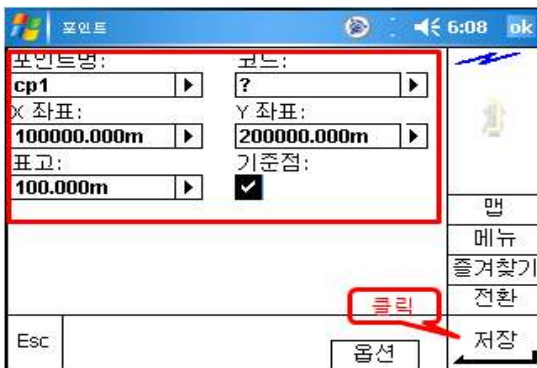 포인트 6:08 ok
포인트명: 코드:
cp1 ?
X 좌표: Y 좌표:
100000.000m 200000.000m
표고: 기준점:
100.000m
맵
메뉴
즐겨찾기
전환
클릭
저장
Esc 옵션